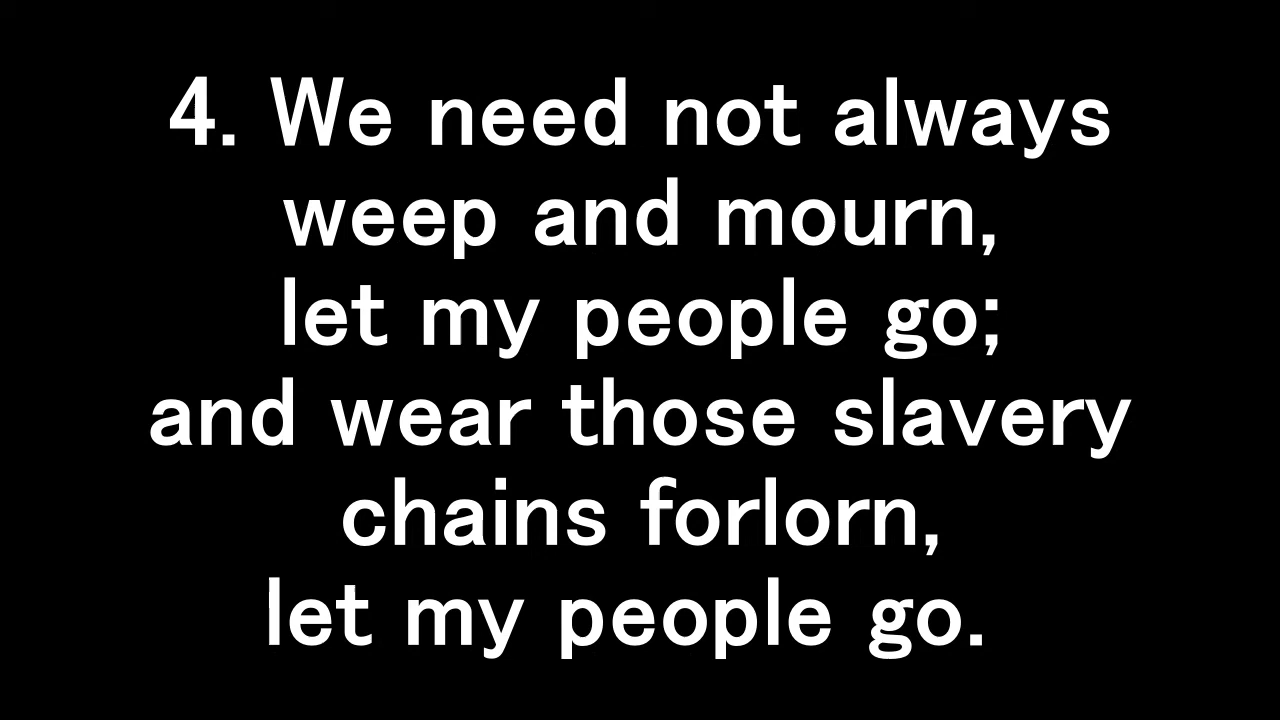 4. We need not always
weep and mourn,
let my people go;
and wear those slavery
chains forlorn,
let my people go.